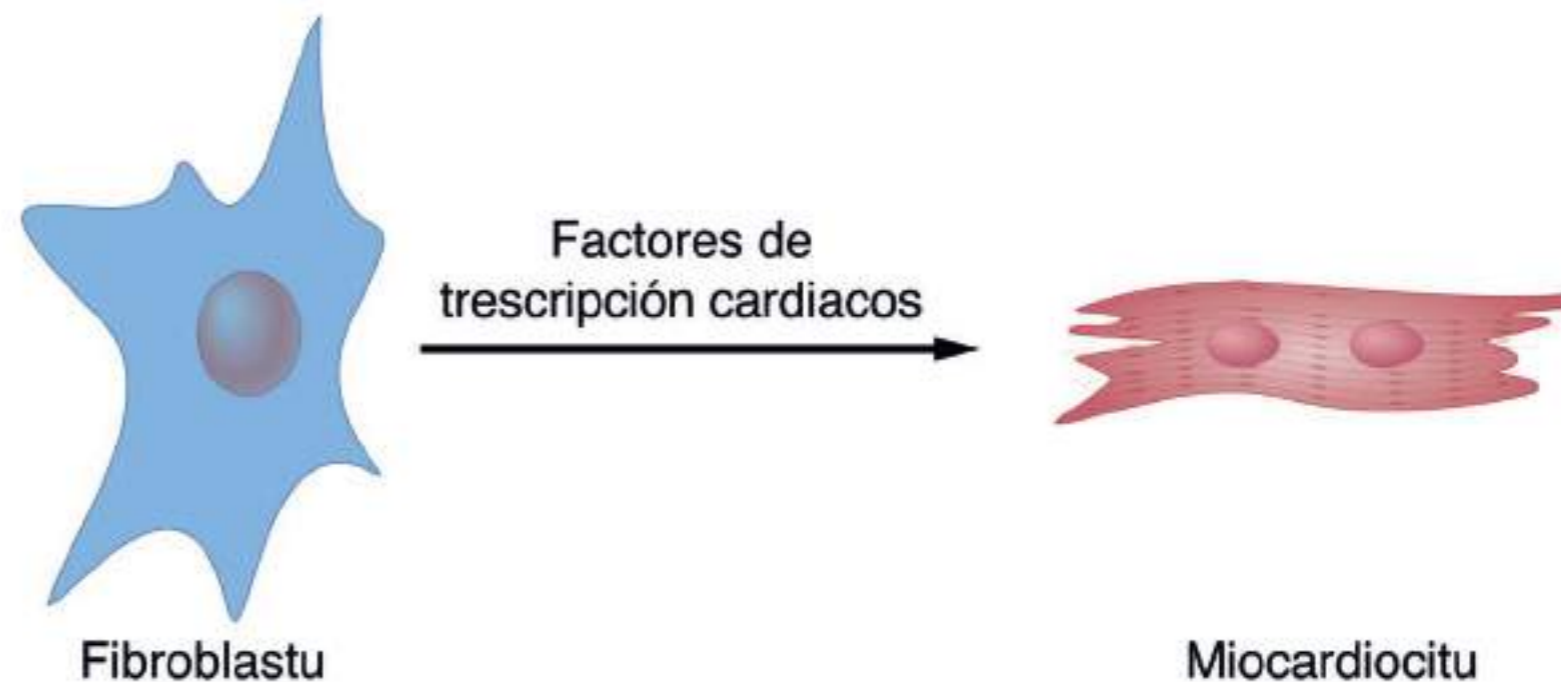 Factores de
trescripción cardiacos
Fibroblastu
Miocardiocitu